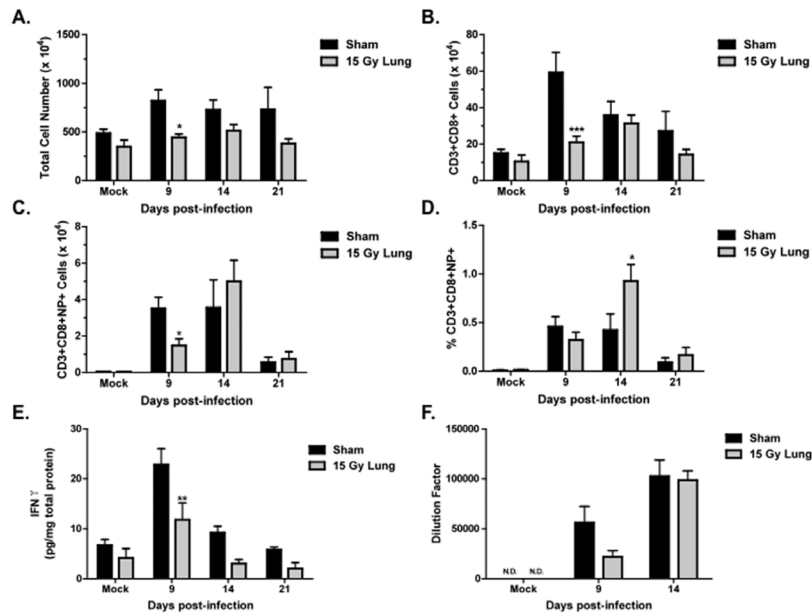 A.
Total Cell Number (x 10⁴)
1500
1000
500
0
*
Mock
9
14
21
Days post-infection
Sham
15 Gy Lung
B.
CD3+CD8+ Cells (x 10⁴)
80
60
40
20
0
***
Mock
9
14
21
Days post-infection
Sham
15 Gy Lung
C.
CD3+CD8+NP+ Cells (x 10⁴)
8
6
4
2
0
*
Mock
9
14
21
Days post-infection
Sham
15 Gy Lung
D.
% CD3+CD8+NP+
1.5
1.0
0.5
0.0
*
Mock
9
14
21
Days post-infection
Sham
15 Gy Lung
E.
IFN γ
(pg/mg total protein)
30
20
10
0
**
Mock
9
14
21
Days post-infection
Sham
15 Gy Lung
F.
Dilution Factor
150000
100000
50000
0
N.D.
N.D.
Mock
9
14
Days post-infection
Sham
15 Gy Lung